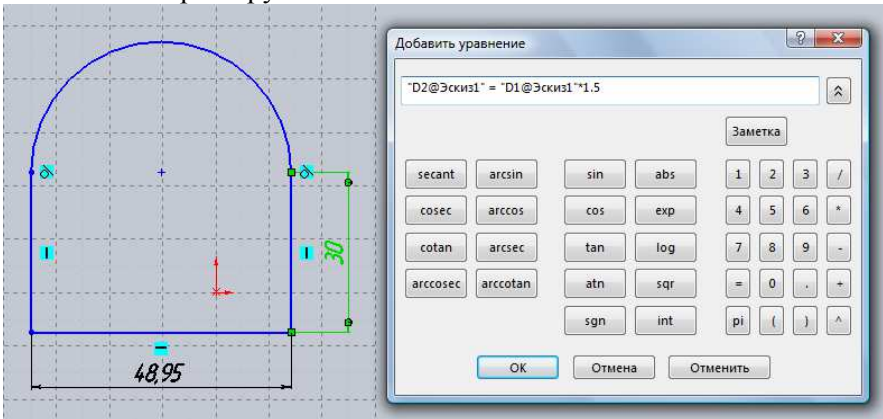 Добавить уравнение
"D2@Эскиз1" = "D1@Эскиз1"*1.5
Заметка
secant arcsin sin abs 1 2 3 /
cosec arccos cos exp 4 5 6 *
cotan arcsec tan log 7 8 9 -
arccosec arccotan atn sqr = 0 . +
sgn int pi ( ) ^
OK Отмена Отменить
30
48,95